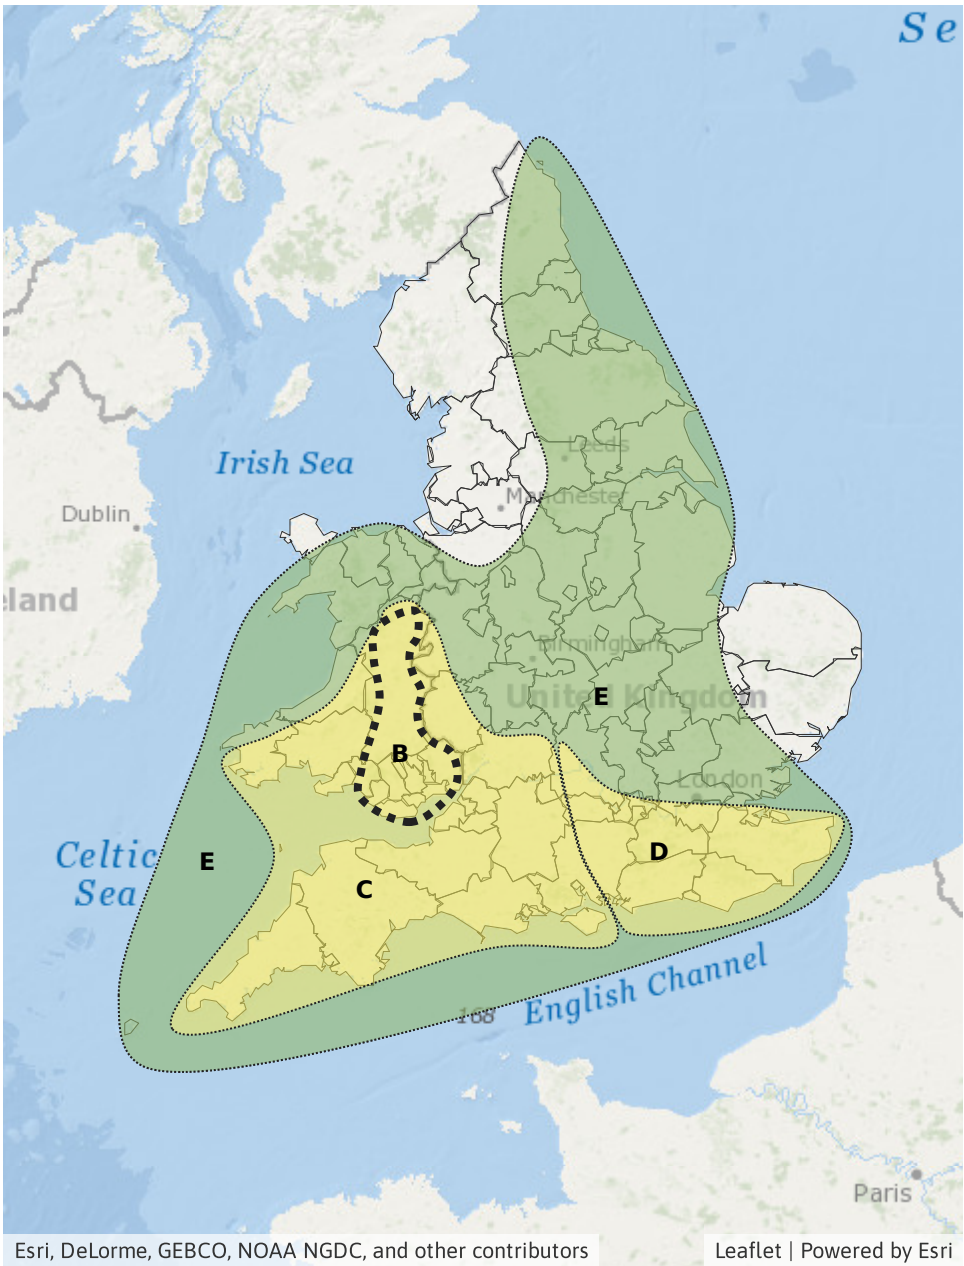 Se
Leeds
Irish Sea
Manchester
Dublin
eland
Birmingham
United Kingdom
E
B
London
Celtic
Sea
E
D
C
English Channel
168
Paris
Esri, DeLorme, GEBCO, NOAA NGDC, and other contributors
Leaflet | Powered by Esri